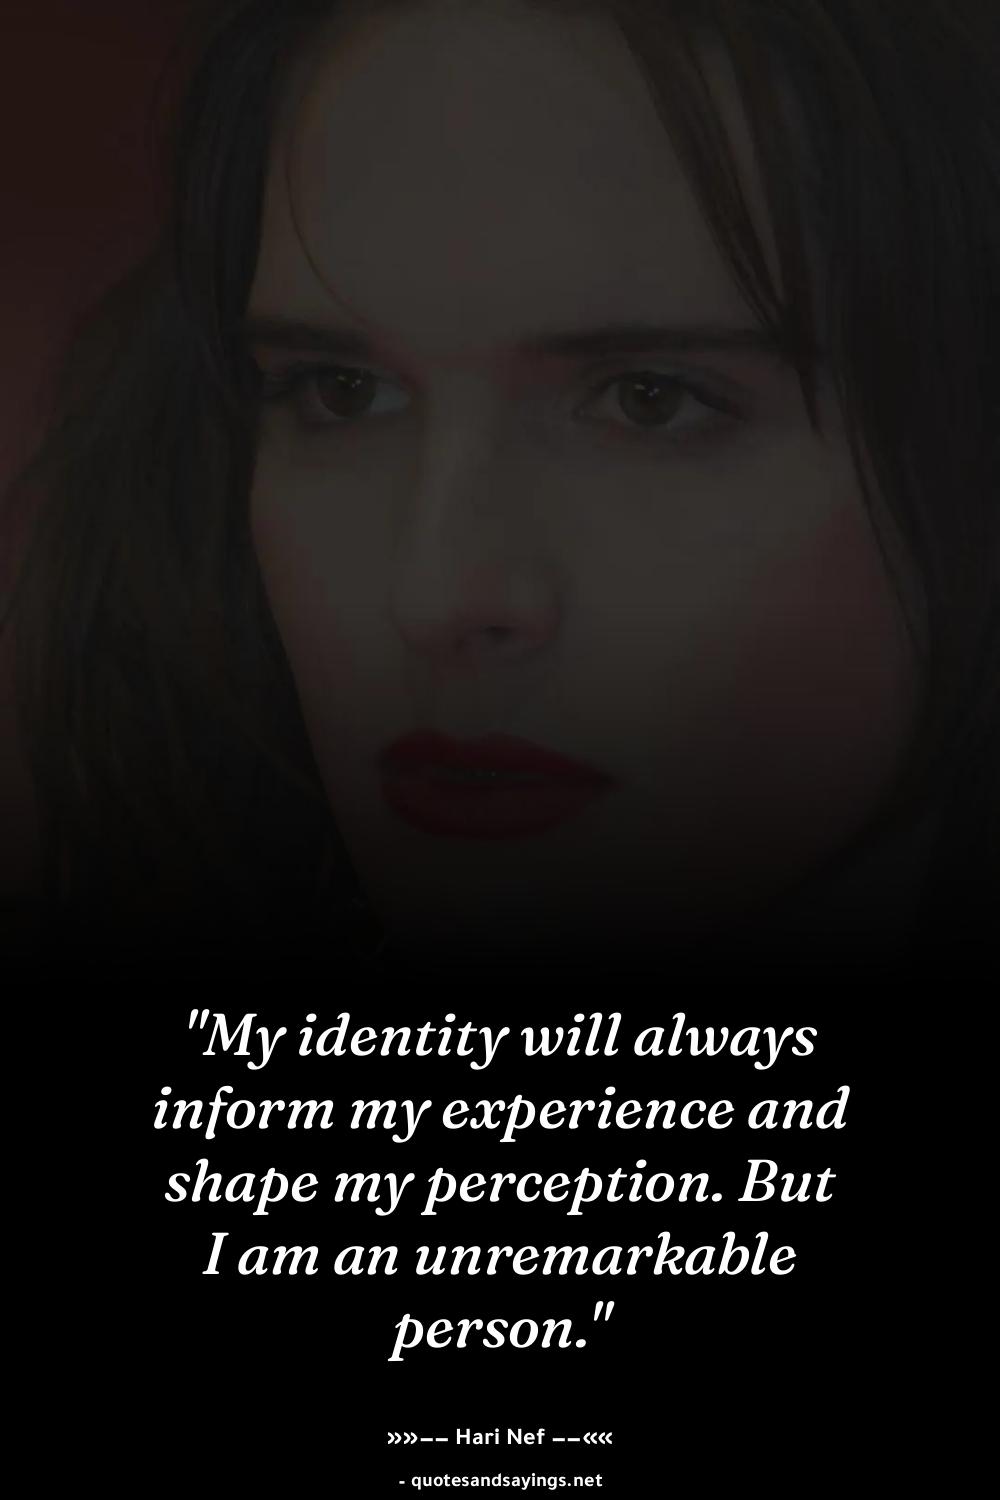 "My identity will always
inform my experience and
shape my perception. But
I am an unremarkable
person."
»»−− Hari Nef −−««
- quotesandsayings.net